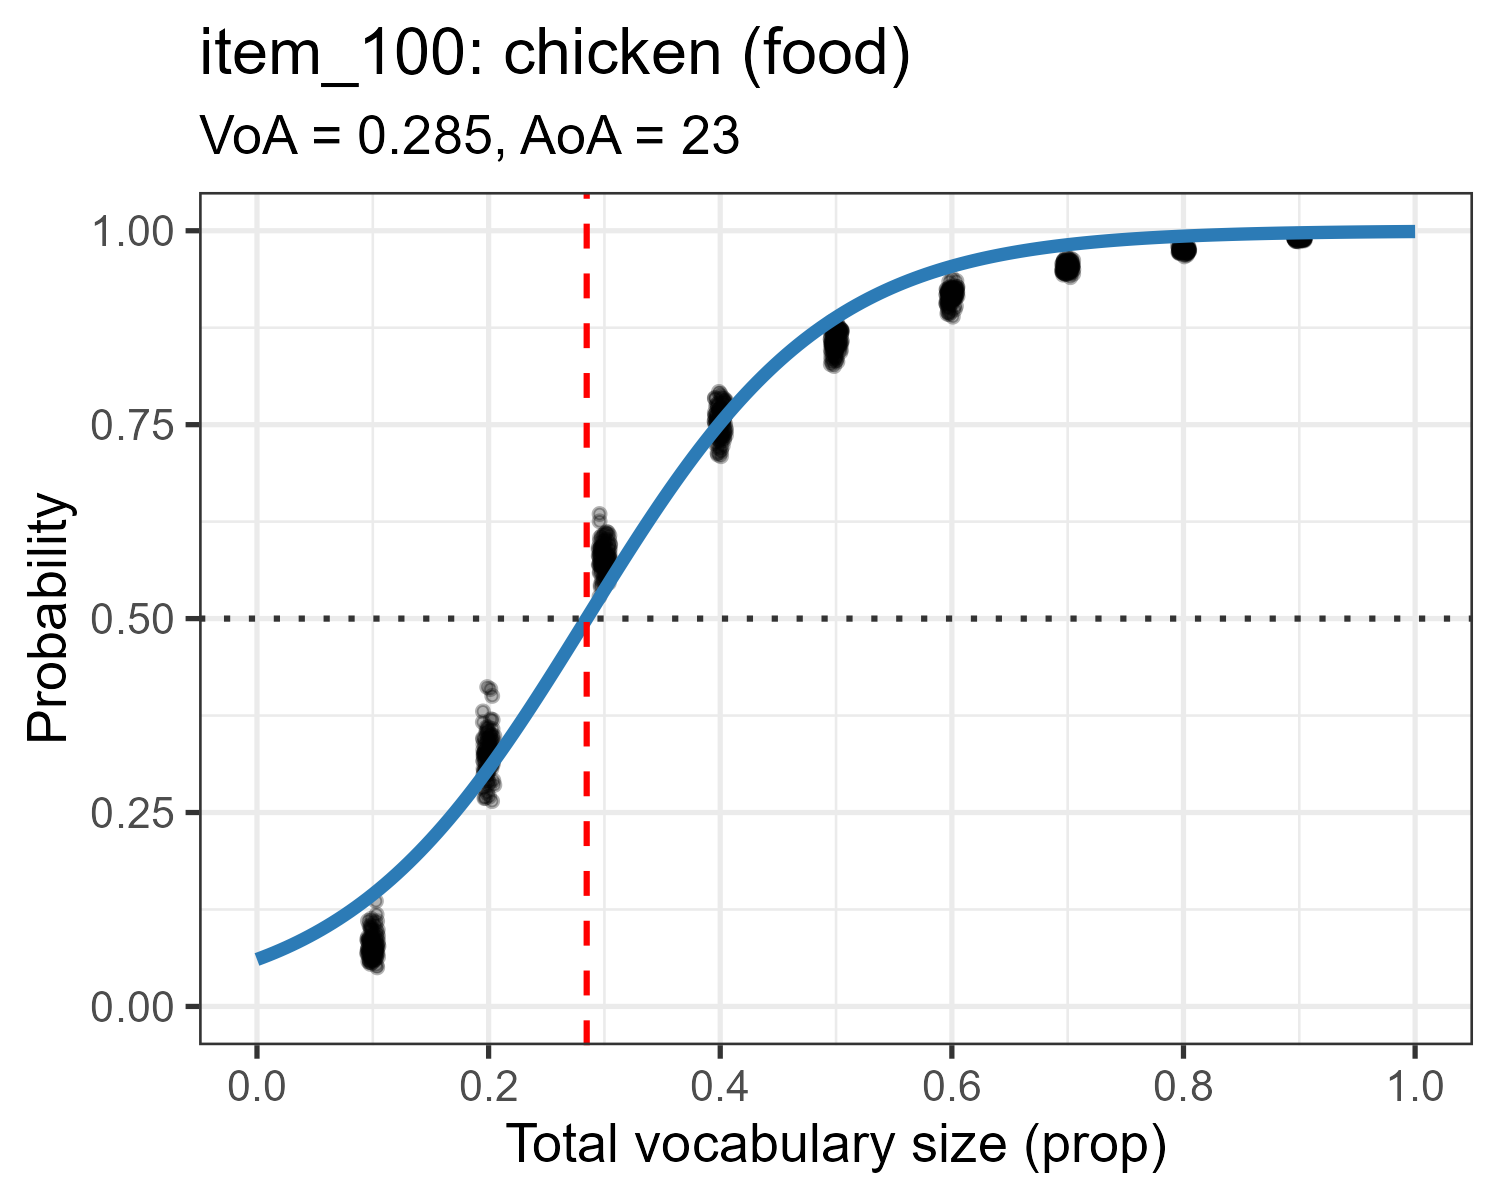 item_100: chicken (food)
VoA = 0.285, AoA = 23
Probability
1.00
0.75
0.50
0.25
0.00
0.0 0.2 0.4 0.6 0.8 1.0
Total vocabulary size (prop)